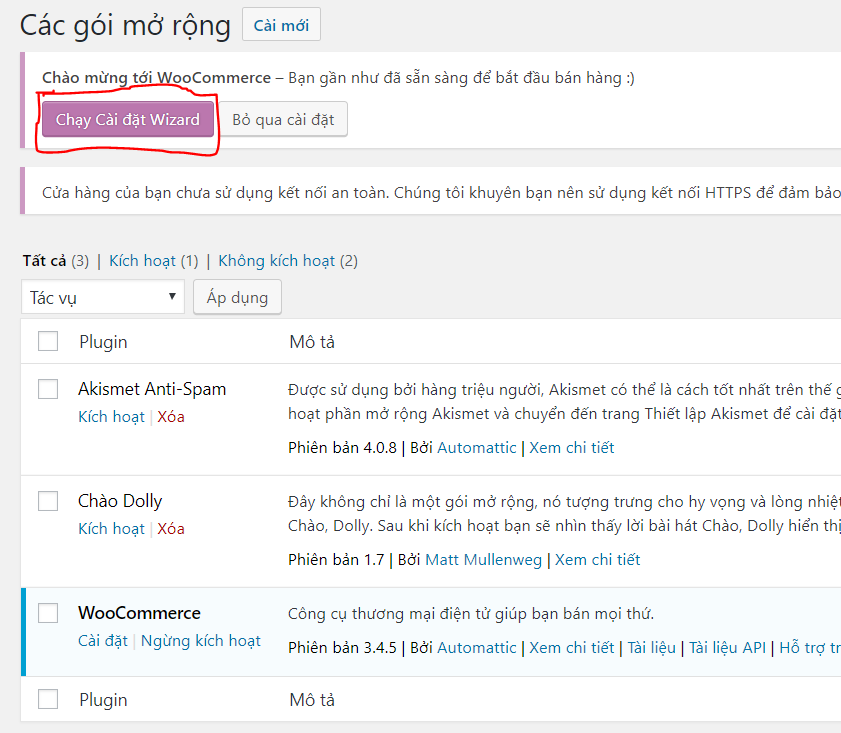 Các gói mở rộng Cài mới
Chào mừng tới WooCommerce – Bạn gần như đã sẵn sàng để bắt đầu bán hàng :)
Chạy Cài đặt Wizard Bỏ qua cài đặt
Cửa hàng của bạn chưa sử dụng kết nối an toàn. Chúng tôi khuyên bạn nên sử dụng kết nối HTTPS để đảm bảo
Tất cả (3) | Kích hoạt (1) | Không kích hoạt (2)
Tác vụ Áp dụng
Plugin Mô tả
Akismet Anti-Spam Được sử dụng bởi hàng triệu người, Akismet có thể là cách tốt nhất trên thế
Kích hoạt | Xóa hoạt phần mở rộng Akismet và chuyển đến trang Thiết lập Akismet để cài đặt
Phiên bản 4.0.8 | Bởi Automattic | Xem chi tiết
Chào Dolly Đây không chỉ là một gói mở rộng, nó tượng trưng cho hy vọng và lòng nhiệt
Kích hoạt | Xóa Chào, Dolly. Sau khi kích hoạt bạn sẽ nhìn thấy lời bài hát Chào, Dolly hiển thị
Phiên bản 1.7 | Bởi Matt Mullenweg | Xem chi tiết
WooCommerce Công cụ thương mại điện tử giúp bạn bán mọi thứ.
Cài đặt | Ngừng kích hoạt Phiên bản 3.4.5 | Bởi Automattic | Xem chi tiết | Tài liệu | Tài liệu API | Hỗ trợ
Plugin Mô tả